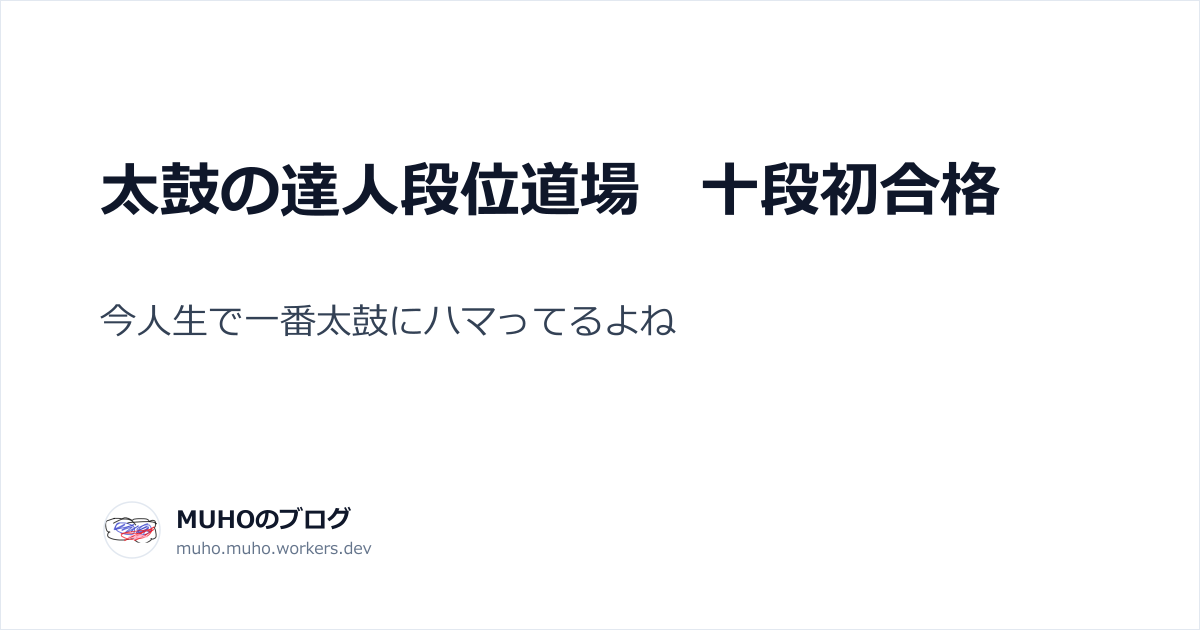 太鼓の達人段位道場　十段初合格
今人生で一番太鼓にハマってるよね
MUHOのブログ
muho.muho.workers.dev